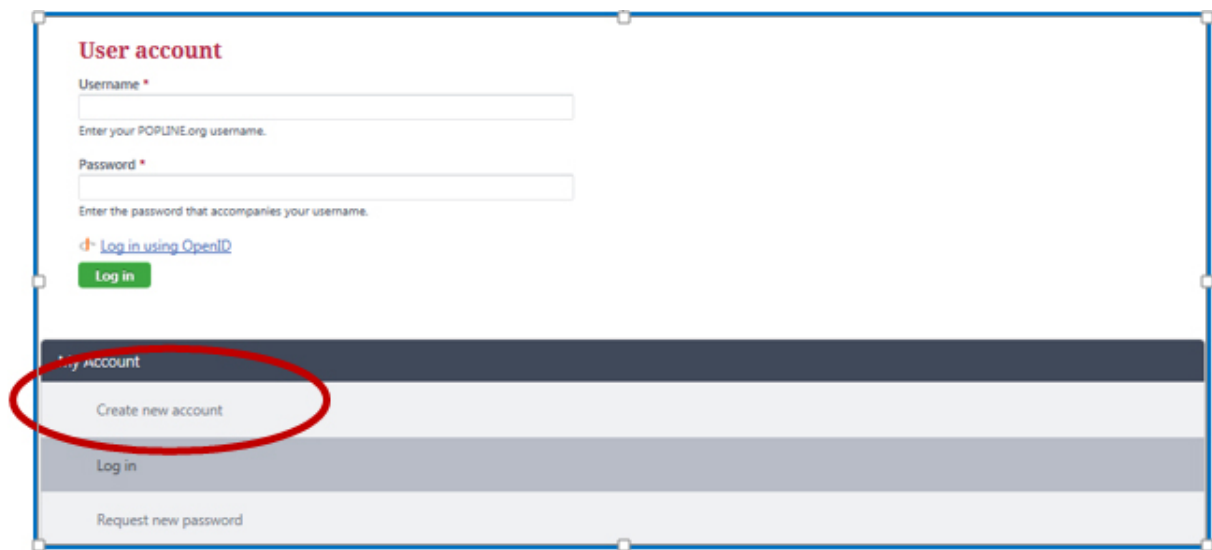 User account
Username *
Enter your POPLINE.org username.
Password *
Enter the password that accompanies your username.
Log in using OpenID
Log in
My Account
Create new account
Log in
Request new password